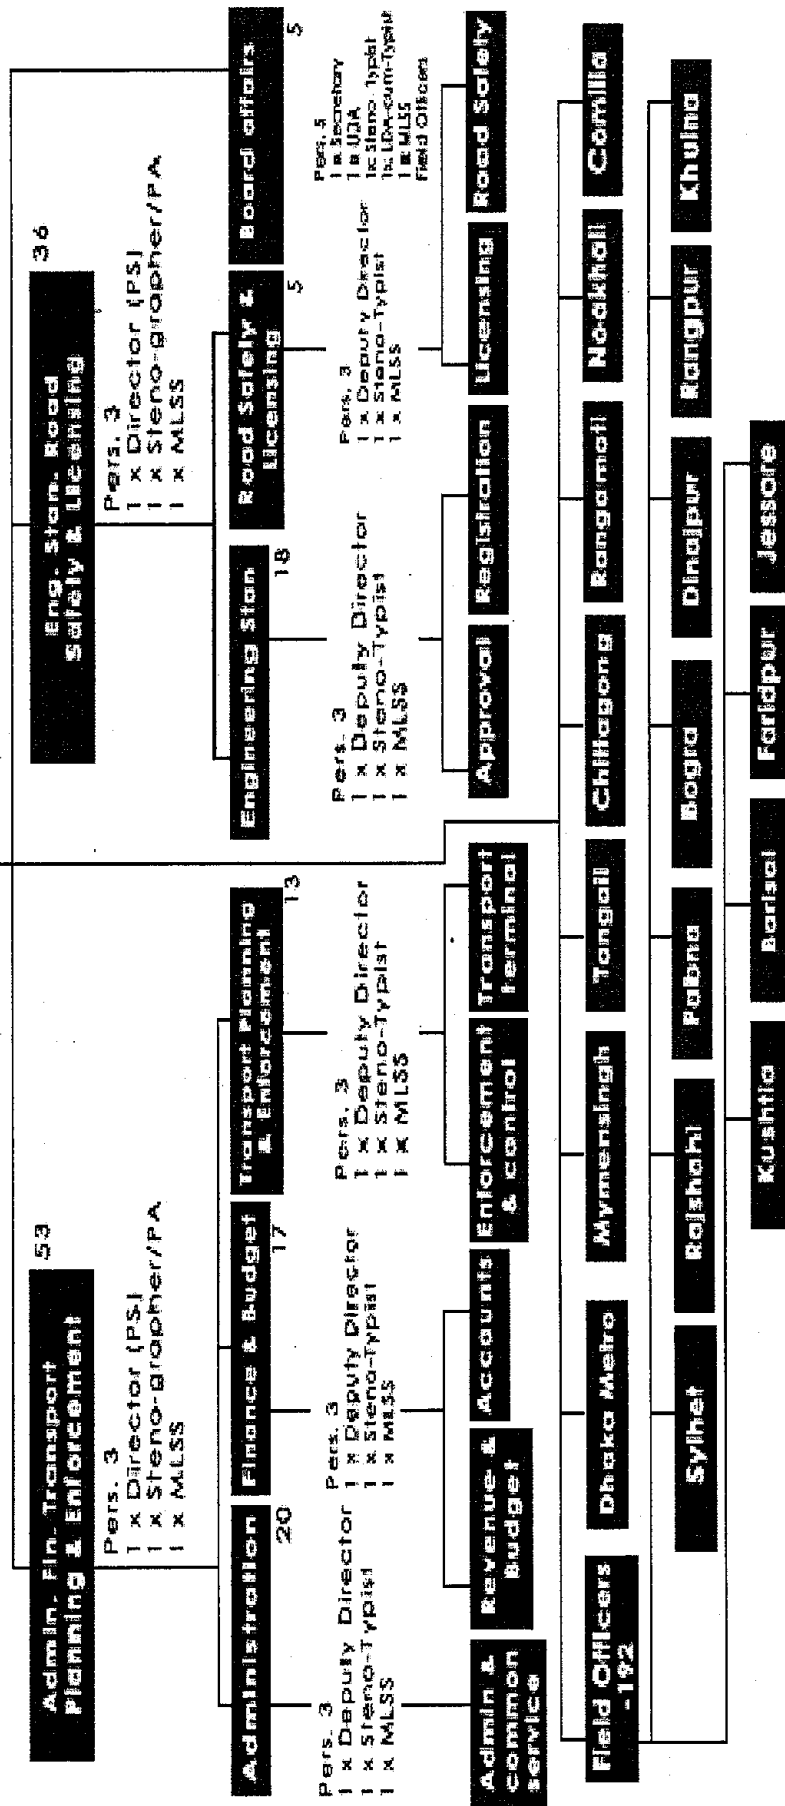 Admin. Fin. Transport
Planning & Enforcement
53
Pers. 3
1 x Director (PS)
1 x Steno-grapher/PA
1 x MLSS
Eng. Stan. Road
Safety & Licensing
36
Pers. 3
1 x Director (PS)
1 x Steno-grapher/PA
1 x MLSS
Administration
20
Finance & Budget
17
Transport Planning
& Enforcement
13
Engineering Stan
18
Road Safety &
Licensing
5
Board affairs
5
Pers. 3
1 x Deputy Director
1 x Steno-Typist
1 x MLSS
Pers. 3
1 x Deputy Director
1 x Steno-Typist
1 x MLSS
Pers. 3
1 x Deputy Director
1 x Steno-Typist
1 x MLSS
Pers. 3
1 x Deputy Director
1 x Steno-Typist
1 x MLSS
Pers. 3
1 x Deputy Director
1 x Steno-Typist
1 x MLSS
Pers. 5
1 x Secretary
1 x UDA
1x Steno-Typist
1x LDA-cum-Typist
1 x MLSS
Field Officers
Admin &
common
service
Revenue &
Budget
Accounts
Enforcement
& control
Transport
Terminal
Approval
Registration
Licensing
Road Safety
Field Officers
-192
Dhaka Metro
Mymensingh
Tangail
Chittagong
Rangamati
Noakhali
Comilla
Sylhet
Rajshahi
Pabna
Bogra
Dinajpur
Rangpur
Khulna
Kushtia
Barisal
Faridpur
Jessore